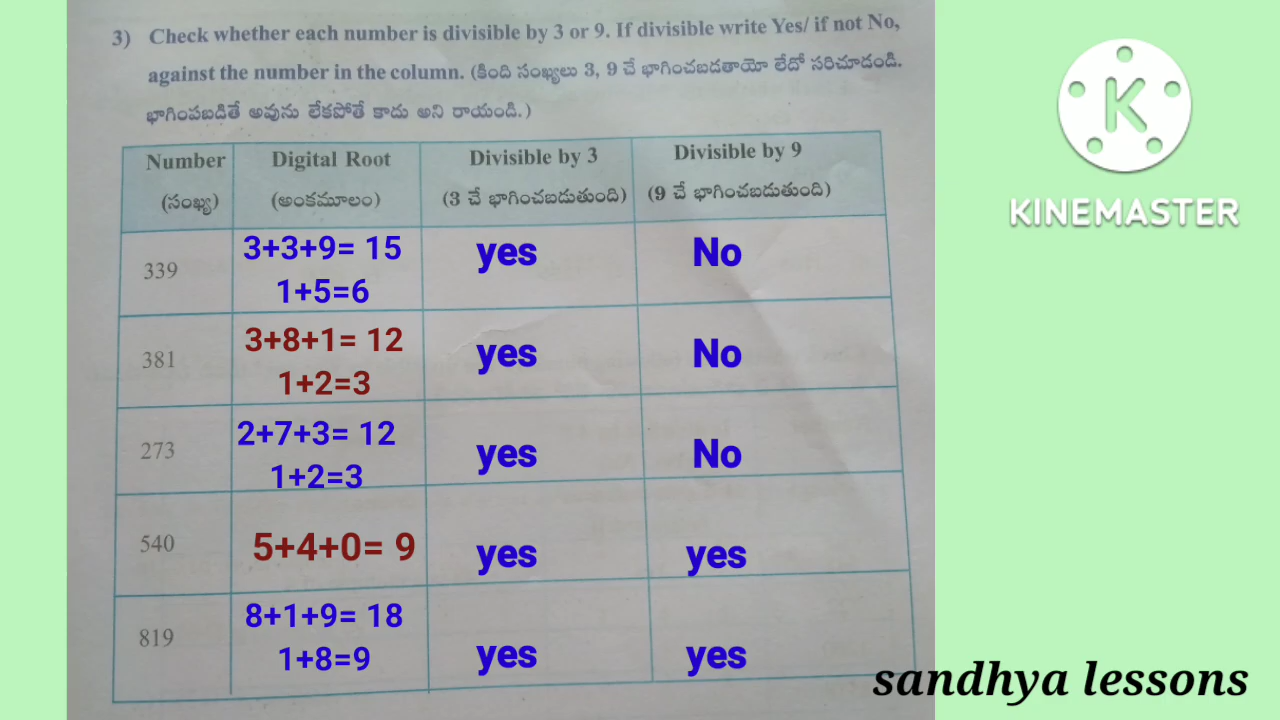 3) Check whether each number is divisible by 3 or 9. If divisible write Yes/ if not No,
against the number in the column. (కింది సంఖ్యలు 3, 9 చే భాగించబడతాయో లేదో సరిచూడండి.
భాగింపబడితే అవును లేకపోతే కాదు అని రాయండి.)
Number Digital Root Divisible by 3 Divisible by 9
(సంఖ్య) (అంకమూలం) (3 చే భాగించబడుతుంది) (9 చే భాగించబడుతుంది)
339 3+3+9= 15 yes No
1+5=6
381 3+8+1= 12 yes No
1+2=3
273 2+7+3= 12 yes No
1+2=3
540 5+4+0= 9 yes yes
819 8+1+9= 18 yes yes
1+8=9
K
KINEMASTER
sandhya lessons